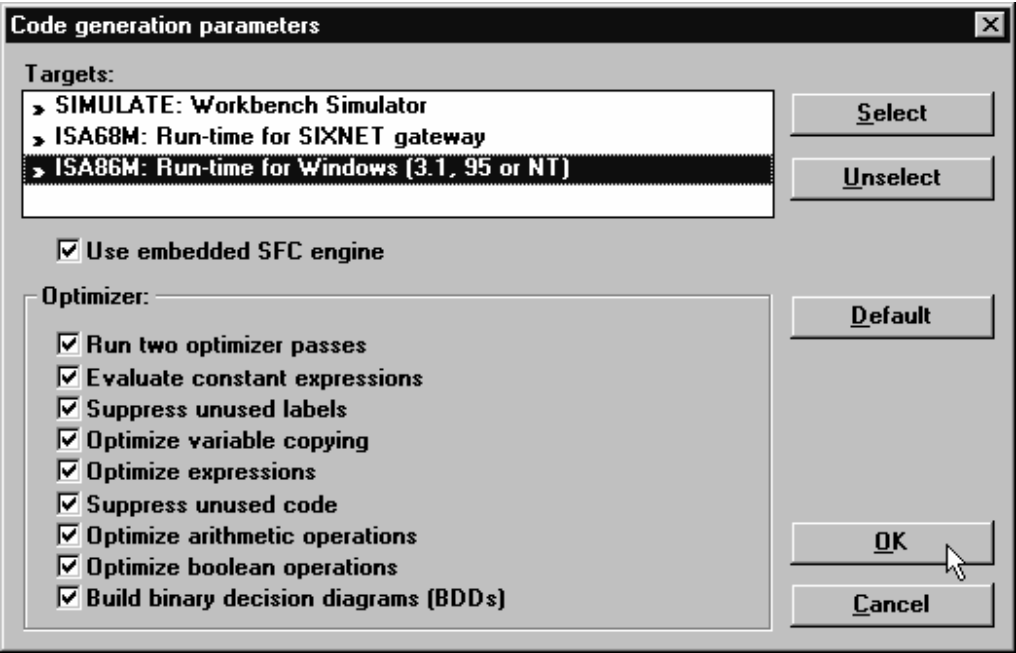 Code generation parameters
Targets:
SIMULATE: Workbench Simulator
ISA68M: Run-time for SIXNET gateway
ISA86M: Run-time for Windows (3.1, 95 or NT)
Select
Unselect
Use embedded SFC engine
Optimizer:
Default
Run two optimizer passes
Evaluate constant expressions
Suppress unused labels
Optimize variable copying
Optimize expressions
Suppress unused code
Optimize arithmetic operations
Optimize boolean operations
Build binary decision diagrams (BDDs)
OK
Cancel